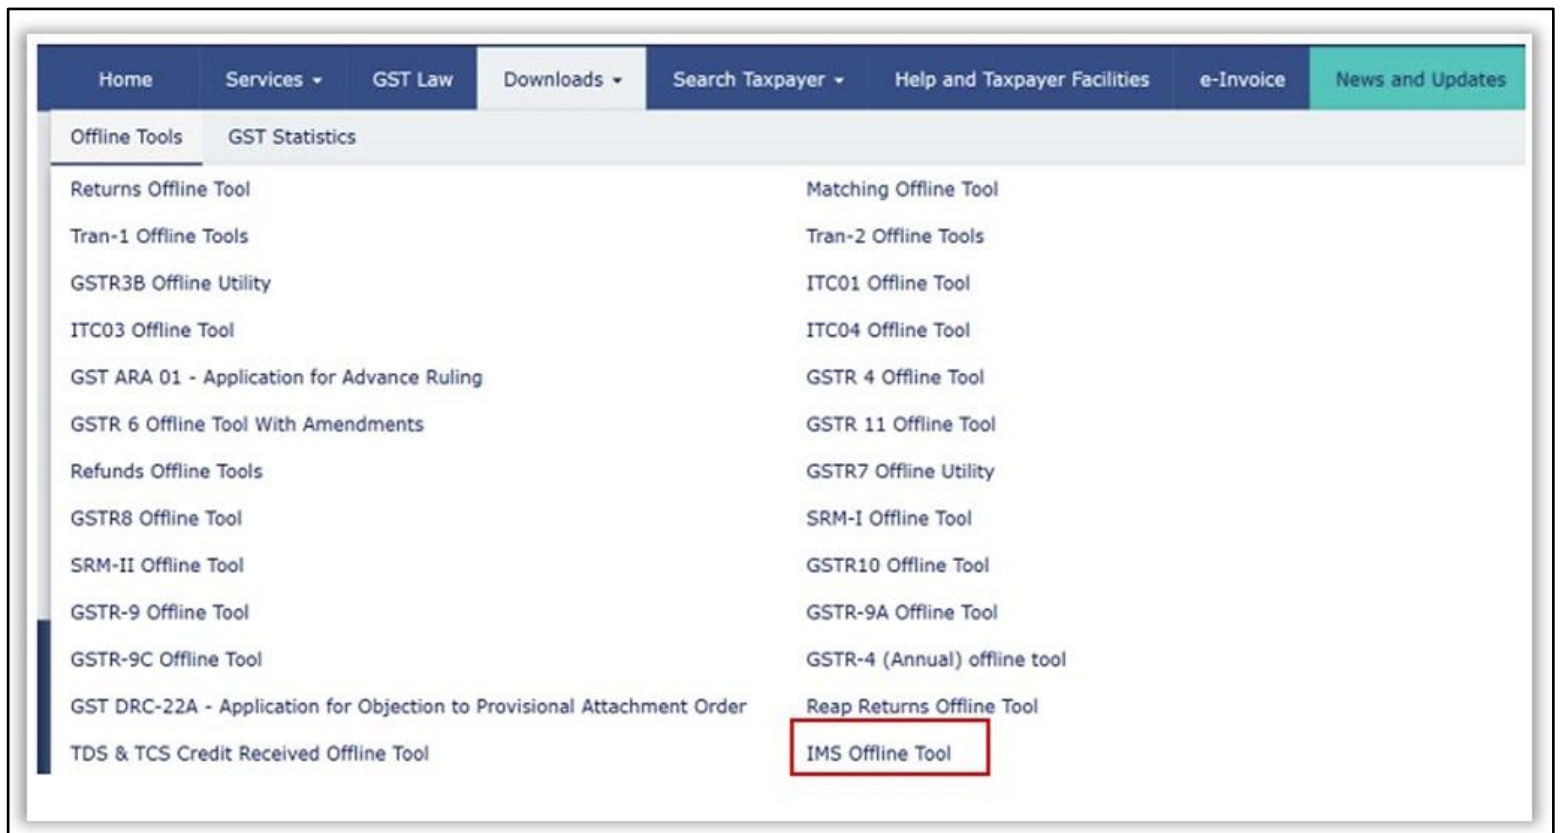 Home Services GST Law Downloads Search Taxpayer Help and Taxpayer Facilities e-Invoice News and Updates
Offline Tools GST Statistics
Returns Offline Tool Matching Offline Tool
Tran-1 Offline Tools Tran-2 Offline Tools
GSTR3B Offline Utility ITC01 Offline Tool
ITC03 Offline Tool ITC04 Offline Tool
GST ARA 01 - Application for Advance Ruling GSTR 4 Offline Tool
GSTR 6 Offline Tool With Amendments GSTR 11 Offline Tool
Refunds Offline Tools GSTR7 Offline Utility
GSTR8 Offline Tool SRM-I Offline Tool
SRM-II Offline Tool GSTR10 Offline Tool
GSTR-9 Offline Tool GSTR-9A Offline Tool
GSTR-9C Offline Tool GSTR-4 (Annual) offline tool
GST DRC-22A - Application for Objection to Provisional Attachment Order Reap Returns Offline Tool
TDS & TCS Credit Received Offline Tool IMS Offline Tool